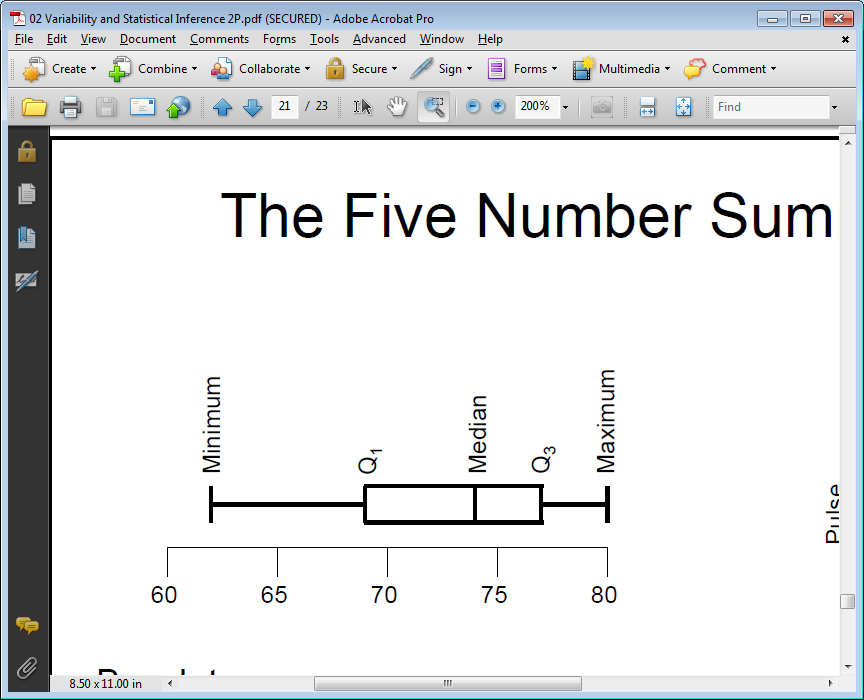 02 Variability and Statistical Inference 2P.pdf (SECURED) - Adobe Acrobat Pro
File Edit View Document Comments Forms Tools Advanced Window Help
Create Combine Collaborate Secure Sign Forms Multimedia Comment
21 / 23 200% Find
The Five Number Sum
Minimum Q1 Median Q3 Maximum
Pulse
60 65 70 75 80
8.50 x 11.00 in